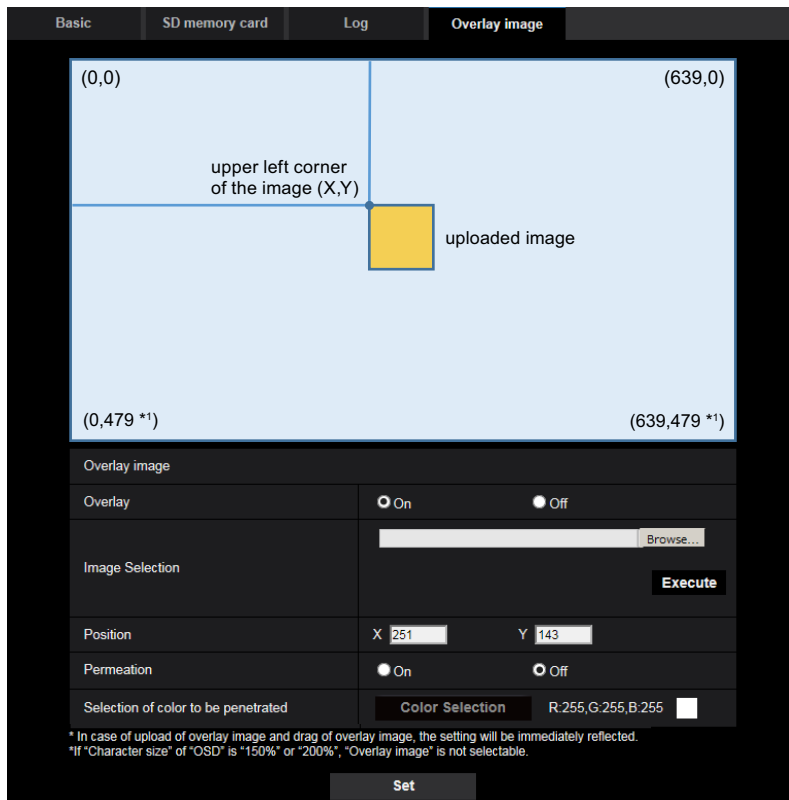 Basic SD memory card Log Overlay image
(0,0) (639,0)
upper left corner
of the image (X,Y)
uploaded image
(0,479 *1) (639,479 *1)
Overlay image
Overlay On Off
Browse...
Image Selection
Execute
Position X 251 Y 143
Permeation On Off
Selection of color to be penetrated Color Selection R:255,G:255,B:255
* In case of upload of overlay image and drag of overlay image, the setting will be immediately reflected.
*If “Character size” of “OSD” is “150%” or “200%”, “Overlay image” is not selectable.
Set